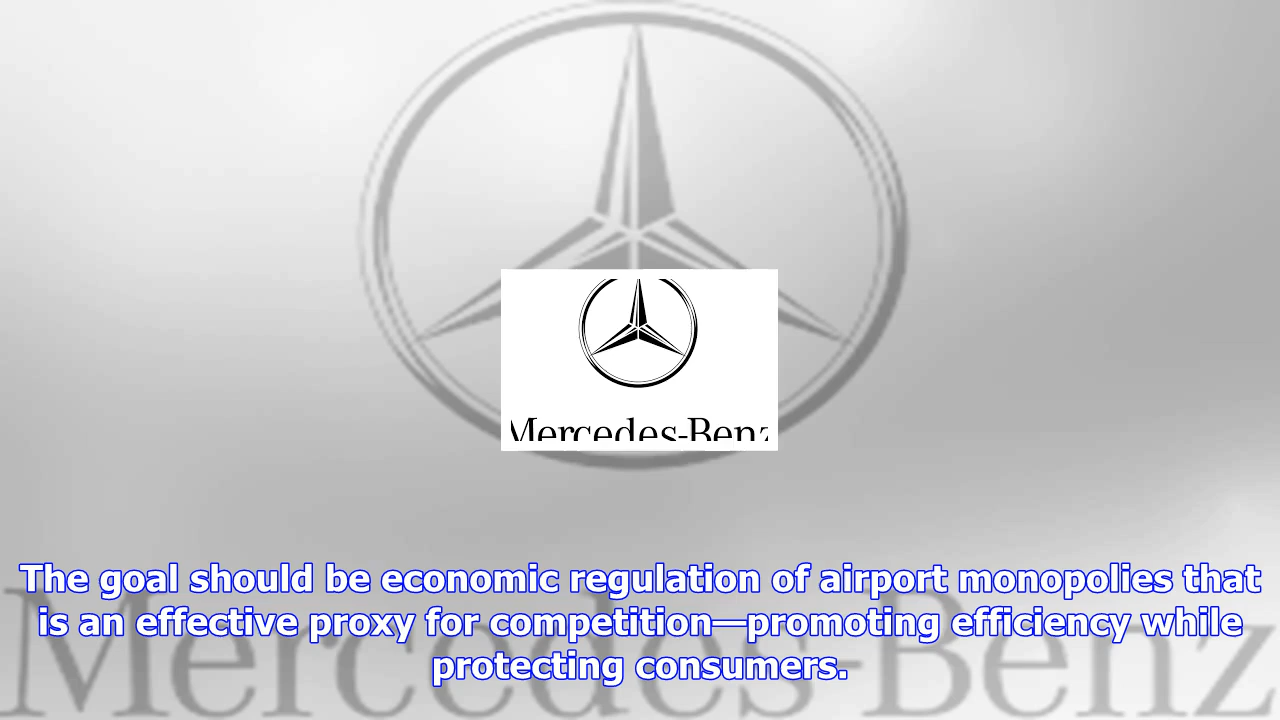 Mercedes-Benz
The goal should be economic regulation of airport monopolies that
is an effective proxy for competition—promoting efficiency while
protecting consumers.
Mercedes-Benz